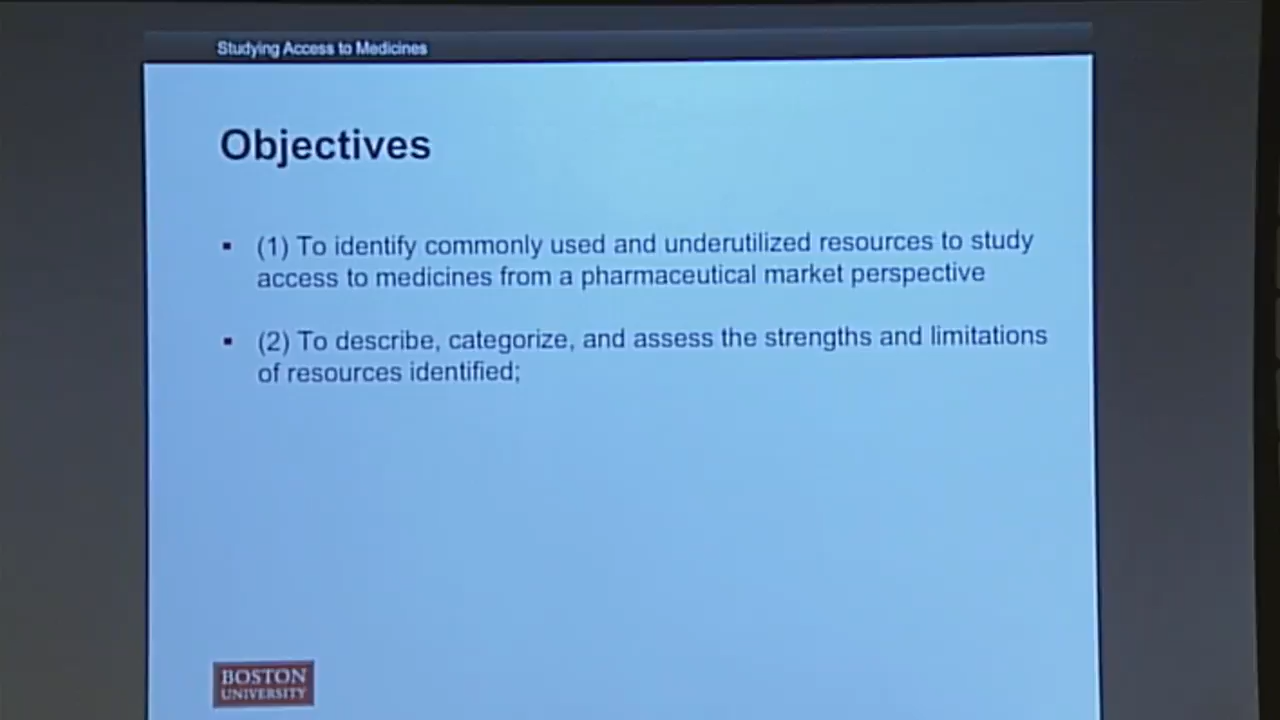 Studying Access to Medicines
Objectives
▪ (1) To identify commonly used and underutilized resources to study
access to medicines from a pharmaceutical market perspective
▪ (2) To describe, categorize, and assess the strengths and limitations
of resources identified;
BOSTON
UNIVERSITY